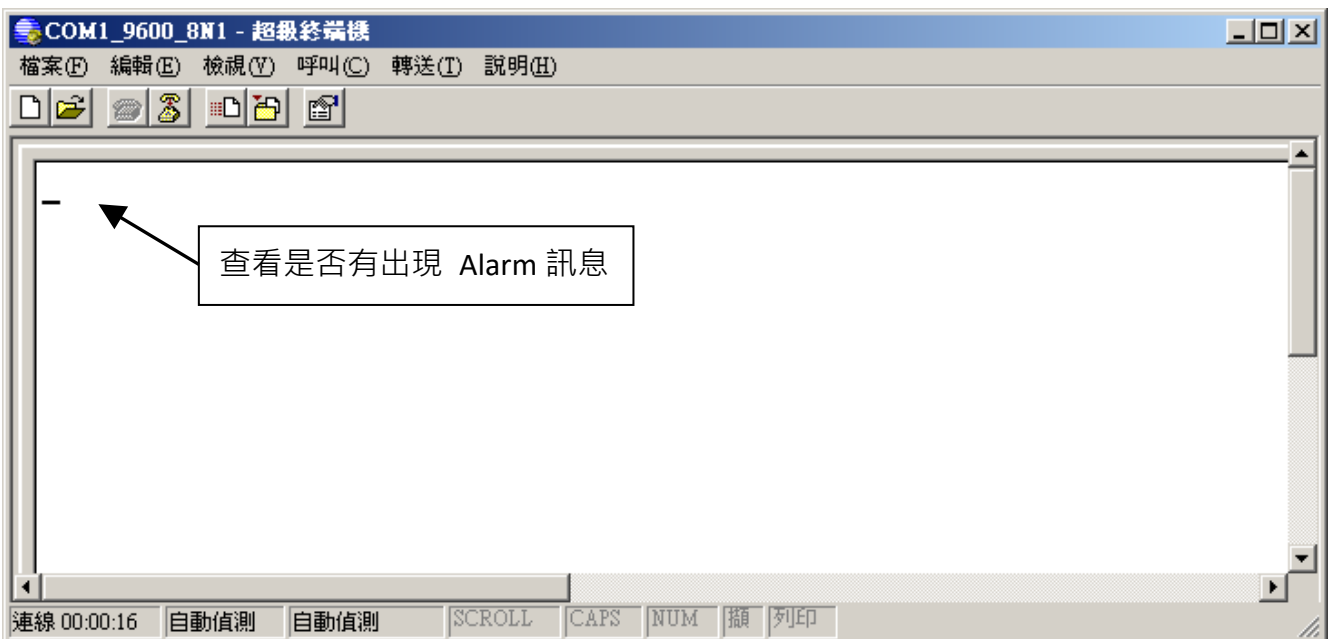 COM1_9600_8N1 - 超級終端機
檔案(F) 編輯(E) 檢視(V) 呼叫(C) 轉送(T) 說明(H)
查看是否有出現 Alarm 訊息
連線 00:00:16 自動偵測 自動偵測 SCROLL CAPS NUM 擷 列印